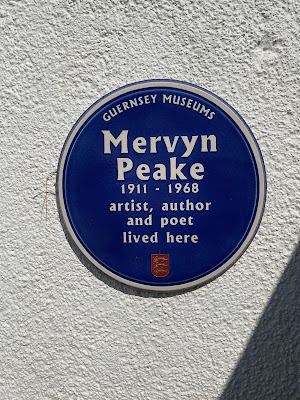 GUERNSEY MUSEUMS
Mervyn
Peake
1911 - 1968
artist, author
and poet
lived here